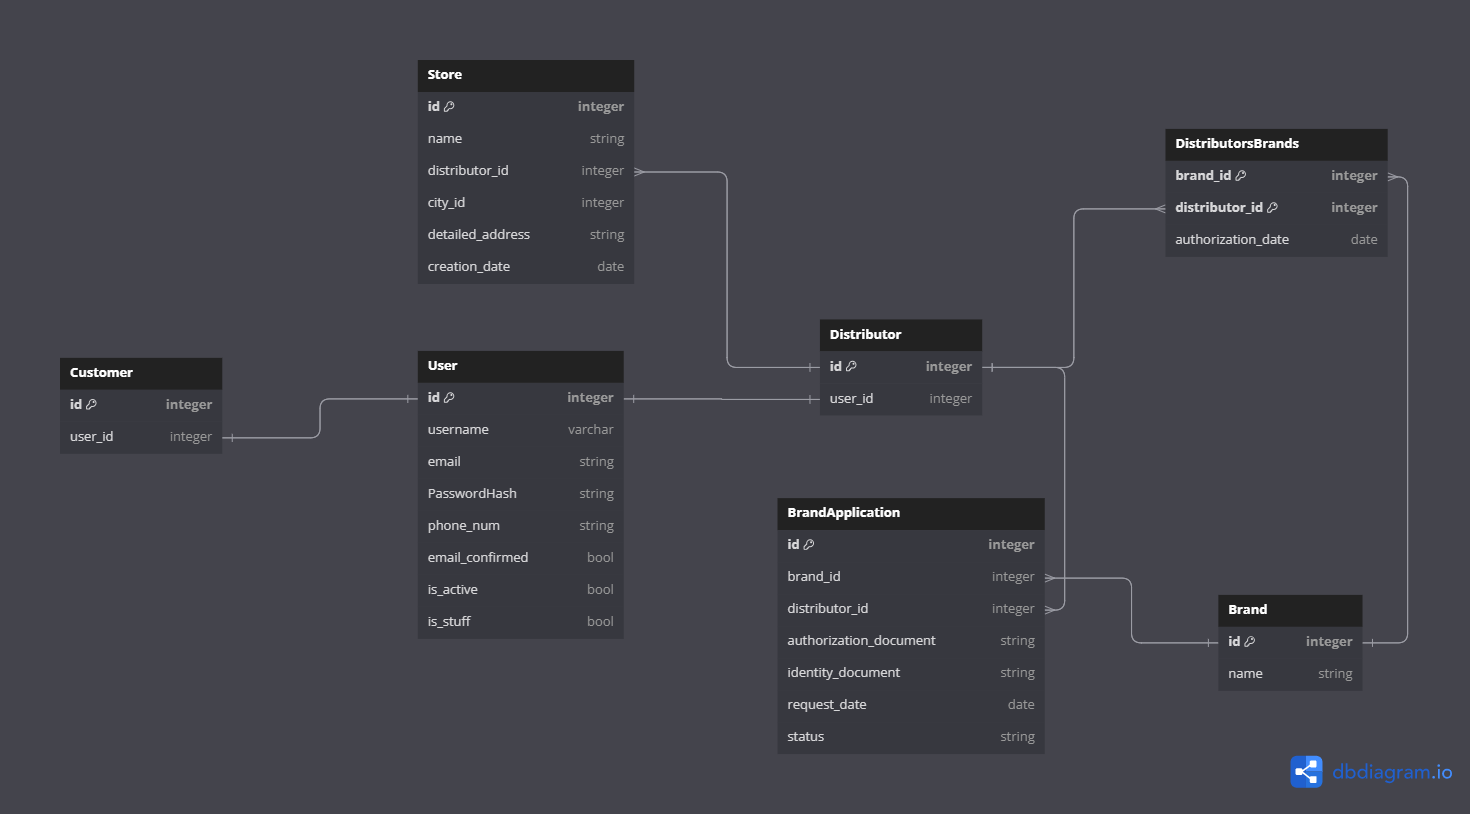 Store
id integer
name string
distributor_id integer
city_id integer
detailed_address string
creation_date date
DistributorsBrands
brand_id integer
distributor_id integer
authorization_date date
Distributor
id integer
user_id integer
Customer
id integer
user_id integer
User
id integer
username varchar
email string
PasswordHash string
phone_num string
email_confirmed bool
is_active bool
is_stuff bool
BrandApplication
id integer
brand_id integer
distributor_id integer
authorization_document string
identity_document string
request_date date
status string
Brand
id integer
name string
dbdiagram.io